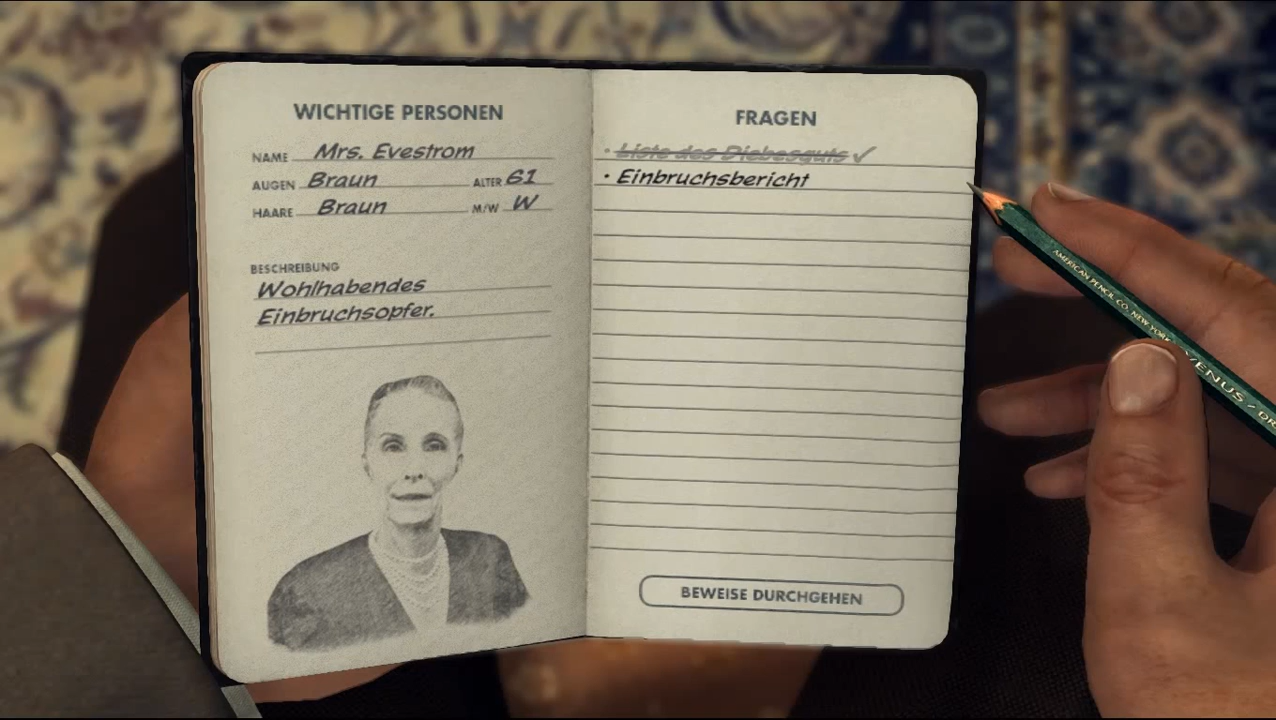 WICHTIGE PERSONEN
NAME Mrs. Evestrom
AUGEN Braun ALTER 61
HAARE Braun M/W W
BESCHREIBUNG
Wohlhabendes
Einbruchsopfer.
FRAGEN
· Liste des Diebesguts ✓
· Einbruchsbericht
BEWEISE DURCHGEHEN
AMERICAN PENCIL CO. NEW YORK VENUS